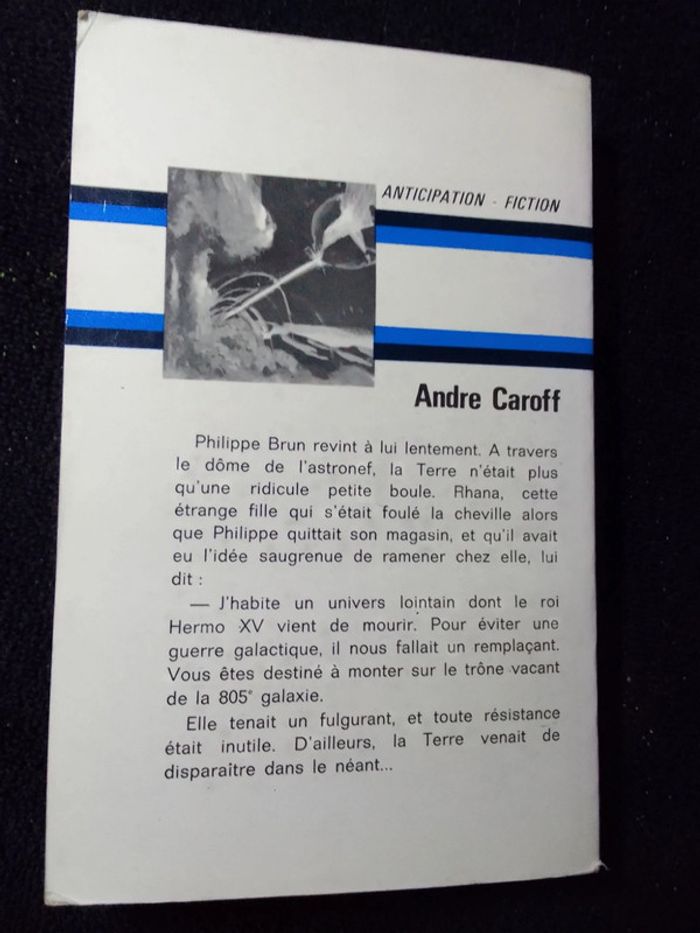 ANTICIPATION - FICTION
Andre Caroff
Philippe Brun revint à lui lentement. A travers
le dôme de l'astronef, la Terre n'était plus
qu'une ridicule petite boule. Rhana, cette
étrange fille qui s'était foulé la cheville alors
que Philippe quittait son magasin, et qu'il avait
eu l'idée saugrenue de ramener chez elle, lui
dit :
— J'habite un univers lointain dont le roi
Hermo XV vient de mourir. Pour éviter une
guerre galactique, il nous fallait un remplaçant.
Vous êtes destiné à monter sur le trône vacant
de la 805e galaxie.
Elle tenait un fulgurant, et toute résistance
était inutile. D'ailleurs, la Terre venait de
disparaître dans le néant...